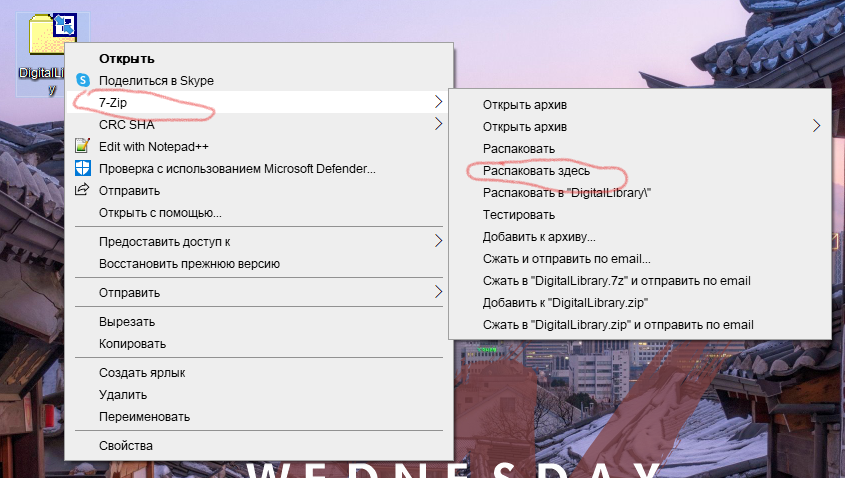 DigitalLi
y
Открыть
Поделиться в Skype
7-Zip
CRC SHA
Edit with Notepad++
Проверка с использованием Microsoft Defender...
Отправить
Открыть с помощью...
Предоставить доступ к
Восстановить прежнюю версию
Отправить
Вырезать
Копировать
Создать ярлык
Удалить
Переименовать
Свойства
Открыть архив
Открыть архив
Распаковать
Распаковать здесь
Распаковать в "DigitalLibrary\"
Тестировать
Добавить к архиву...
Сжать и отправить по email...
Сжать в "DigitalLibrary.7z" и отправить по email
Добавить к "DigitalLibrary.zip"
Сжать в "DigitalLibrary.zip" и отправить по email
WEDNESDAY